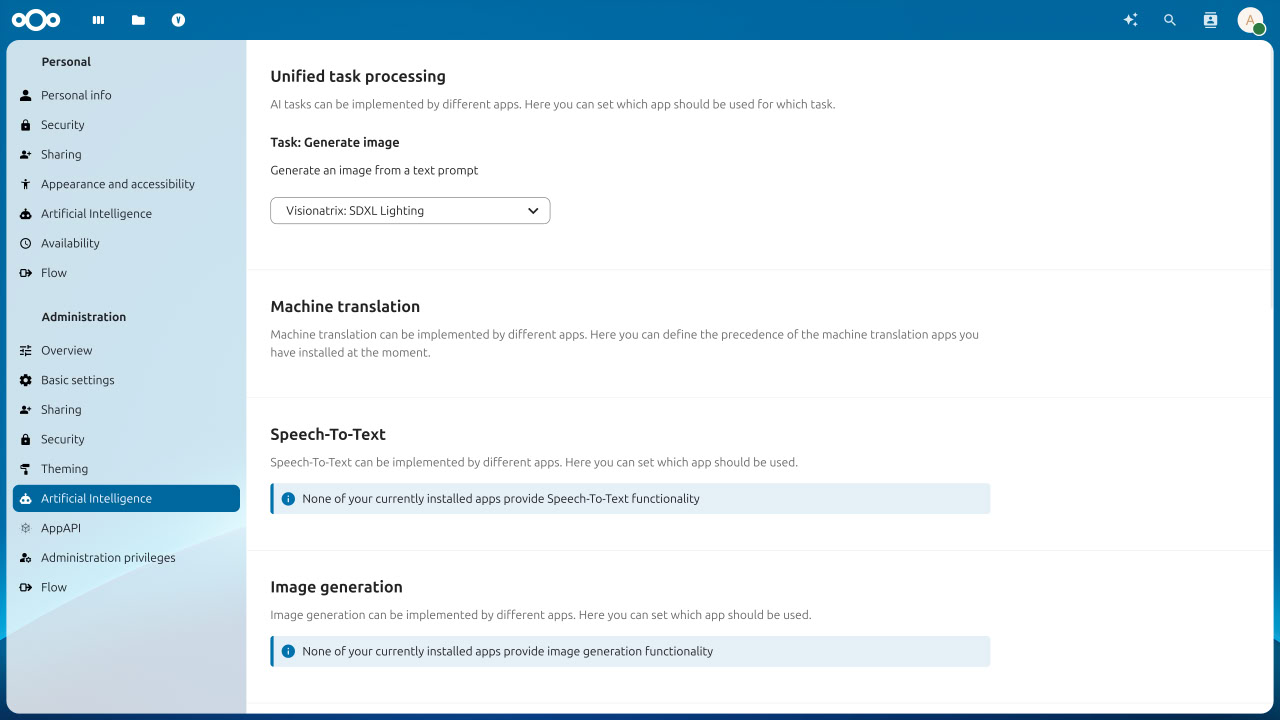 V
A
Personal
Personal info
Security
Sharing
Appearance and accessibility
Artificial Intelligence
Availability
Flow
Administration
Overview
Basic settings
Sharing
Security
Theming
Artificial Intelligence
AppAPI
Administration privileges
Flow
Unified task processing
AI tasks can be implemented by different apps. Here you can set which app should be used for which task.
Task: Generate image
Generate an image from a text prompt
Visionatrix: SDXL Lighting
Machine translation
Machine translation can be implemented by different apps. Here you can define the precedence of the machine translation apps you
have installed at the moment.
Speech-To-Text
Speech-To-Text can be implemented by different apps. Here you can set which app should be used.
None of your currently installed apps provide Speech-To-Text functionality
Image generation
Image generation can be implemented by different apps. Here you can set which app should be used.
None of your currently installed apps provide image generation functionality